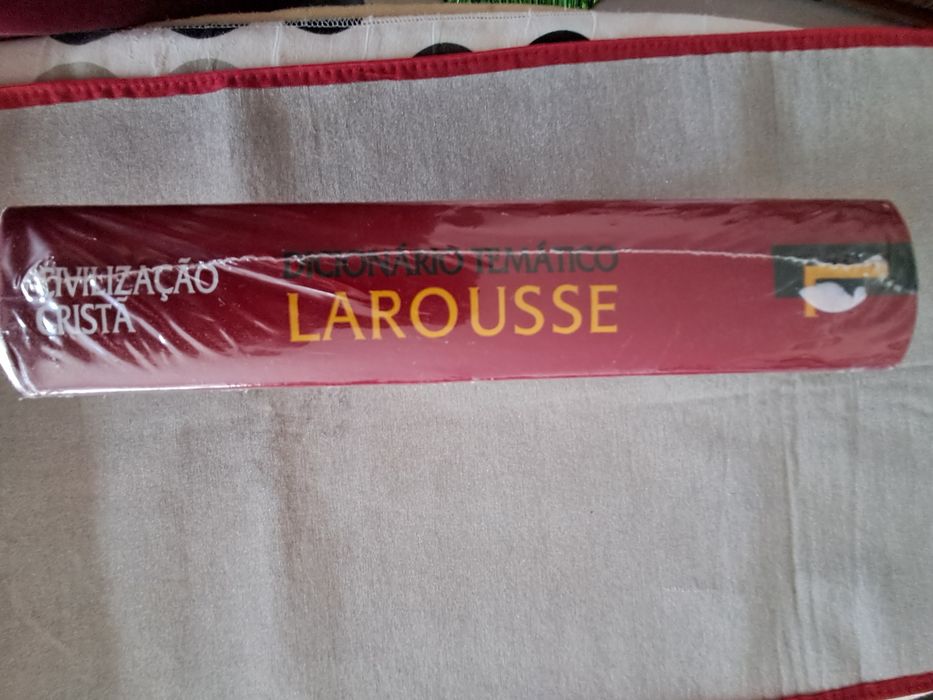 CIVILIZAÇÃO
CRISTÃ
DICIONÁRIO TEMÁTICO
LAROUSSE